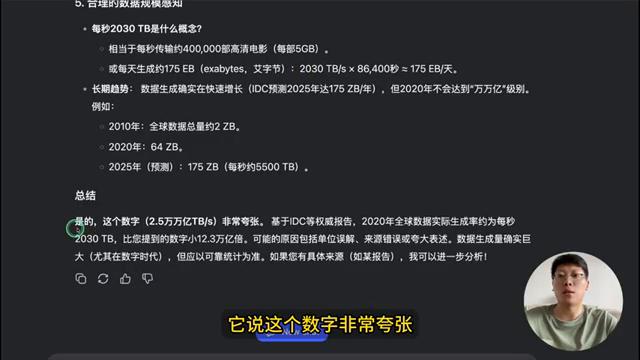 5. 合理的数据规模感知
• 每秒2030 TB是什么概念?
◦ 相当于每秒传输约400,000部高清电影（每部5GB）。
◦ 或每天生成约175 EB（exabytes，艾字节）：2030 TB/s × 86,400秒 ≈ 175 EB/天。
• 长期趋势： 数据生成确实在快速增长（IDC预测2025年达175 ZB/年），但2020年不会达到“万万亿”级别。
例如：
◦ 2010年：全球数据总量约2 ZB。
◦ 2020年：64 ZB。
◦ 2025年（预测）：175 ZB（每秒约5500 TB）。
总结
是的，这个数字（2.5万万亿TB/s）非常夸张。 基于IDC等权威报告，2020年全球数据实际生成率约为每秒
2030 TB，比您提到的数字小12.3万亿倍。可能的原因包括单位误解、来源错误或夸大表述。数据生成量确实巨
大（尤其在数字时代），但应以可靠统计为准。如果您有具体来源（如某报告），我可以进一步分析！
它说这个数字非常夸张